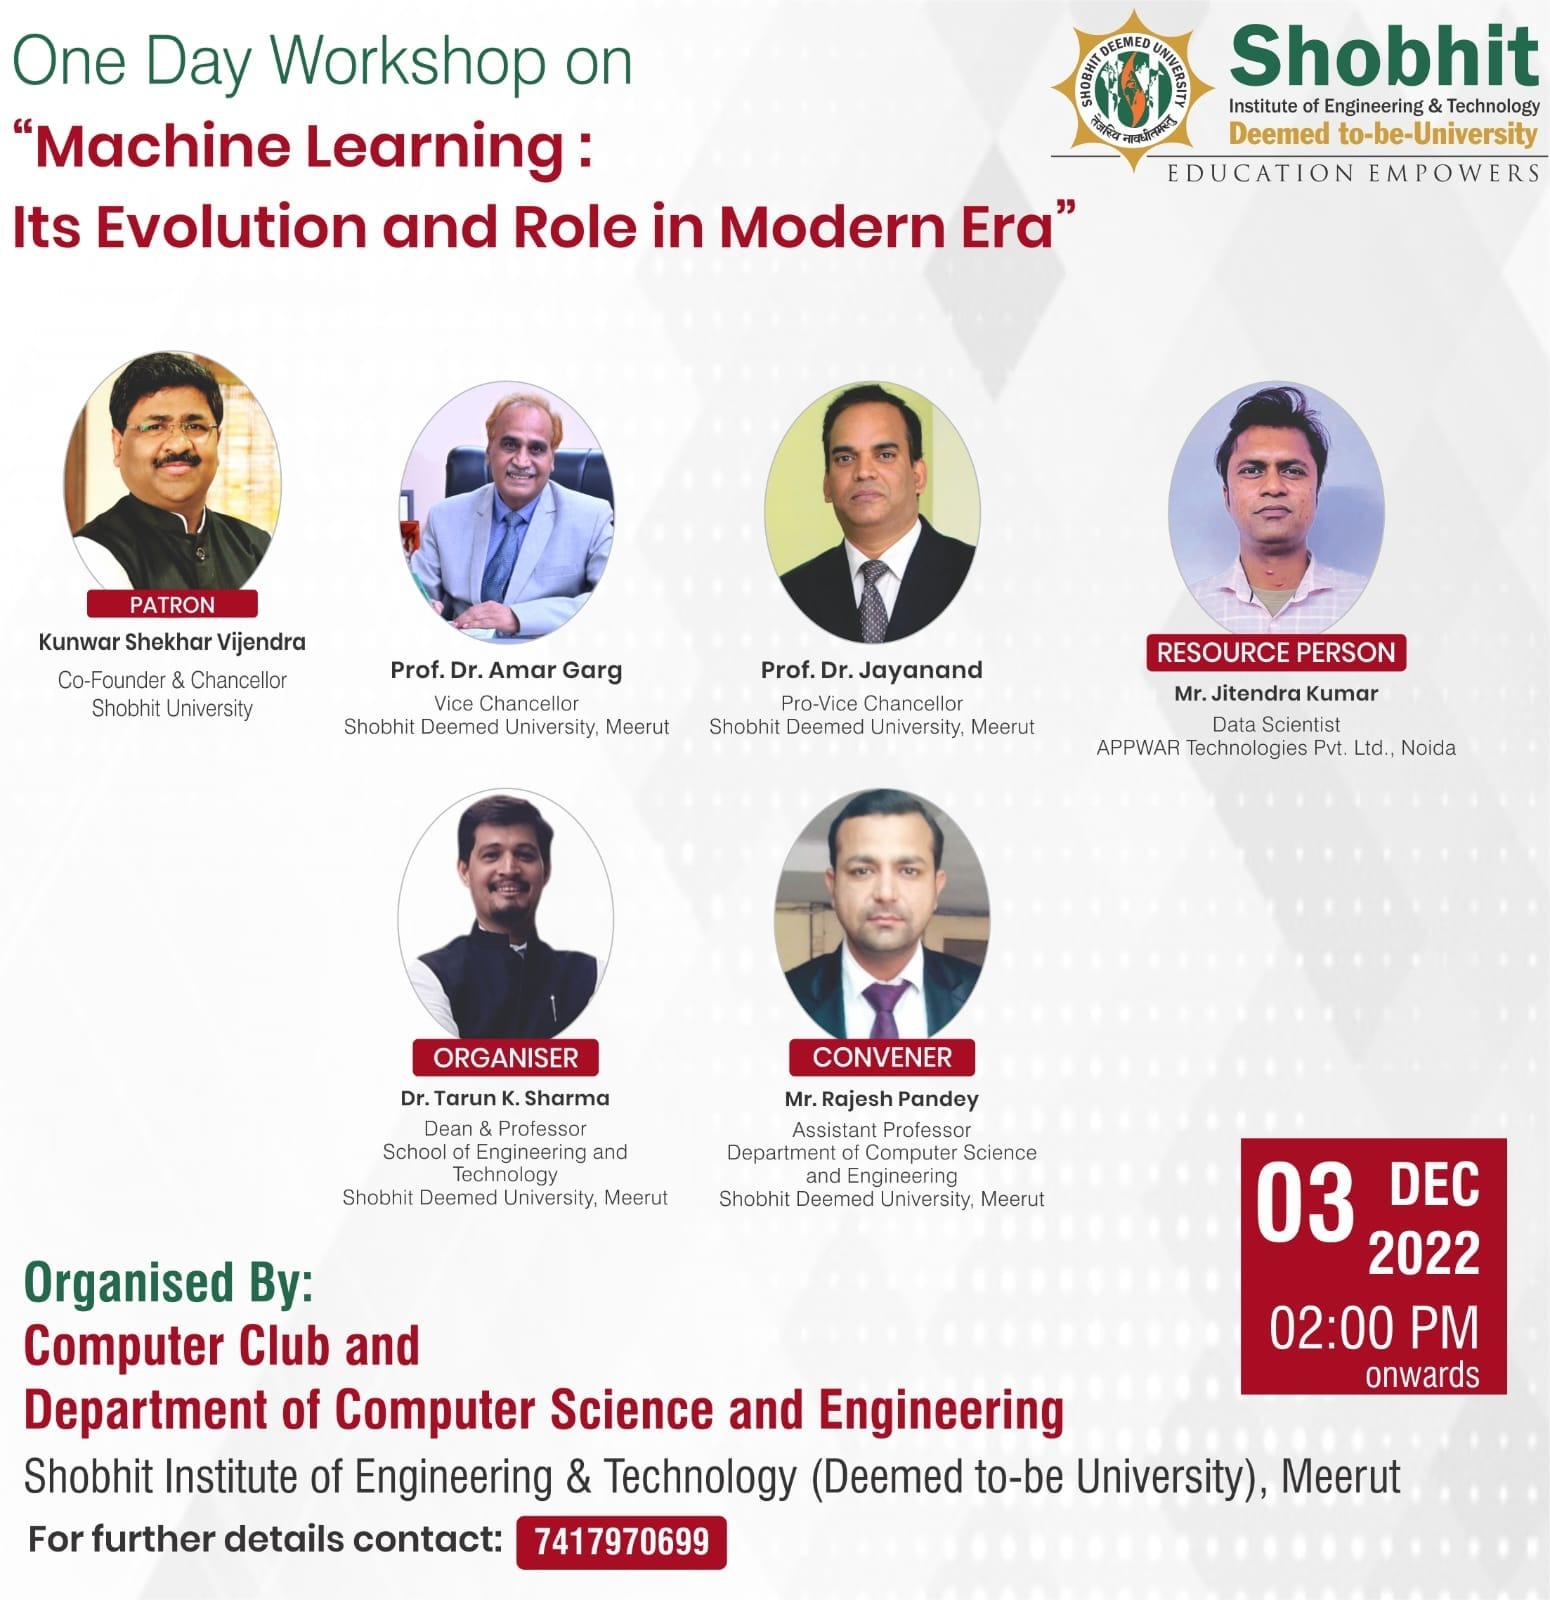 One Day Workshop on
“Machine Learning :
Its Evolution and Role in Modern Era”
SHOBHIT DEEMED UNIVERSITY
तेजस्वि नावधीतमस्तु
Shobhit
Institute of Engineering & Technology
Deemed to-be-University
EDUCATION EMPOWERS
PATRON
Kunwar Shekhar Vijendra
Co-Founder & Chancellor
Shobhit University
Prof. Dr. Amar Garg
Vice Chancellor
Shobhit Deemed University, Meerut
Prof. Dr. Jayanand
Pro-Vice Chancellor
Shobhit Deemed University, Meerut
RESOURCE PERSON
Mr. Jitendra Kumar
Data Scientist
APPWAR Technologies Pvt. Ltd., Noida
ORGANISER
Dr. Tarun K. Sharma
Dean & Professor
School of Engineering and
Technology
Shobhit Deemed University, Meerut
CONVENER
Mr. Rajesh Pandey
Assistant Professor
Department of Computer Science
and Engineering
Shobhit Deemed University, Meerut
03 DEC
2022
02:00 PM
onwards
Organised By:
Computer Club and
Department of Computer Science and Engineering
Shobhit Institute of Engineering & Technology (Deemed to-be University), Meerut
For further details contact: 7417970699